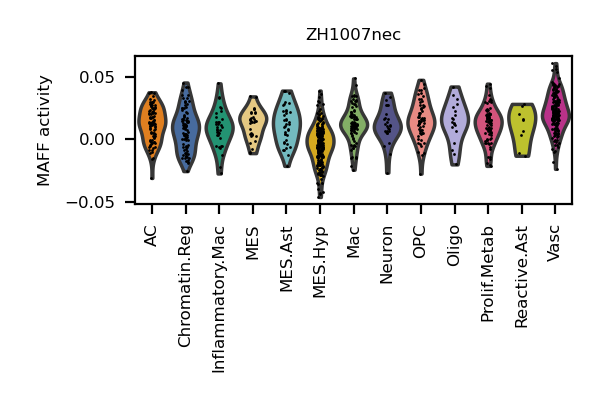 ZH1007nec
MAFF activity
0.05
0.00
−0.05
AC
Chromatin.Reg
Inflammatory.Mac
MES
MES.Ast
MES.Hyp
Mac
Neuron
OPC
Oligo
Prolif.Metab
Reactive.Ast
Vasc